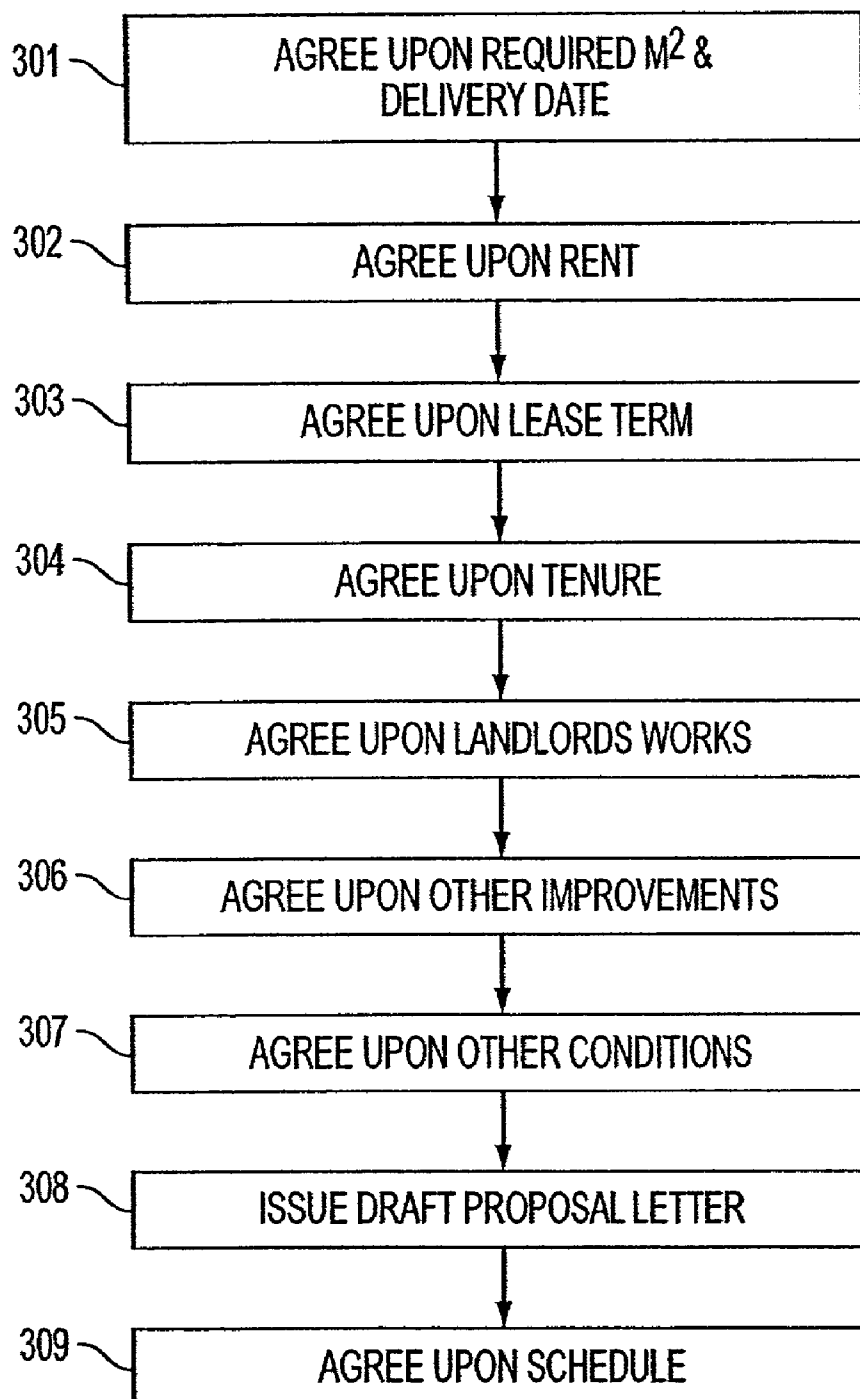 301
AGREE UPON REQUIRED M² &
DELIVERY DATE
302
AGREE UPON RENT
303
AGREE UPON LEASE TERM
304
AGREE UPON TENURE
305
AGREE UPON LANDLORDS WORKS
306
AGREE UPON OTHER IMPROVEMENTS
307
AGREE UPON OTHER CONDITIONS
308
ISSUE DRAFT PROPOSAL LETTER
309
AGREE UPON SCHEDULE